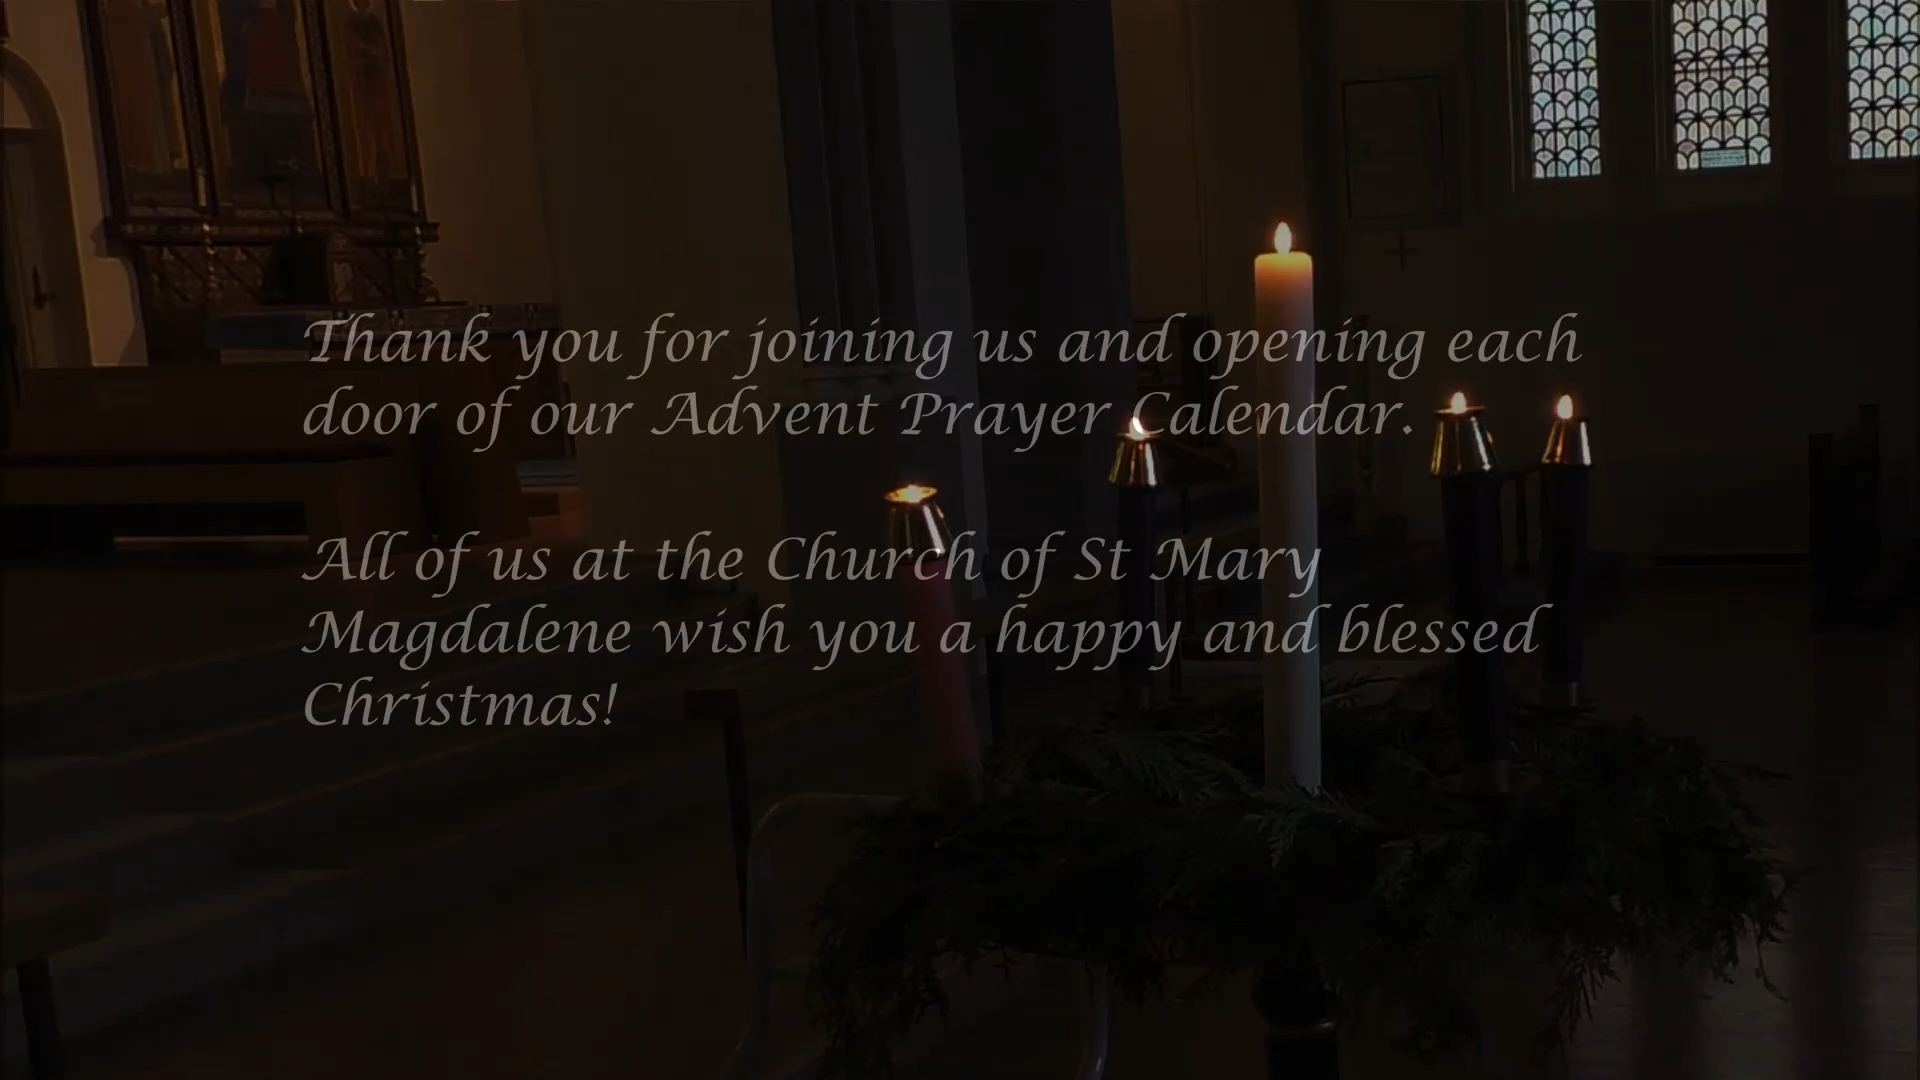 Thank you for joining us and opening each
door of our Advent Prayer Calendar.
All of us at the Church of St Mary
Magdalene wish you a happy and blessed
Christmas!